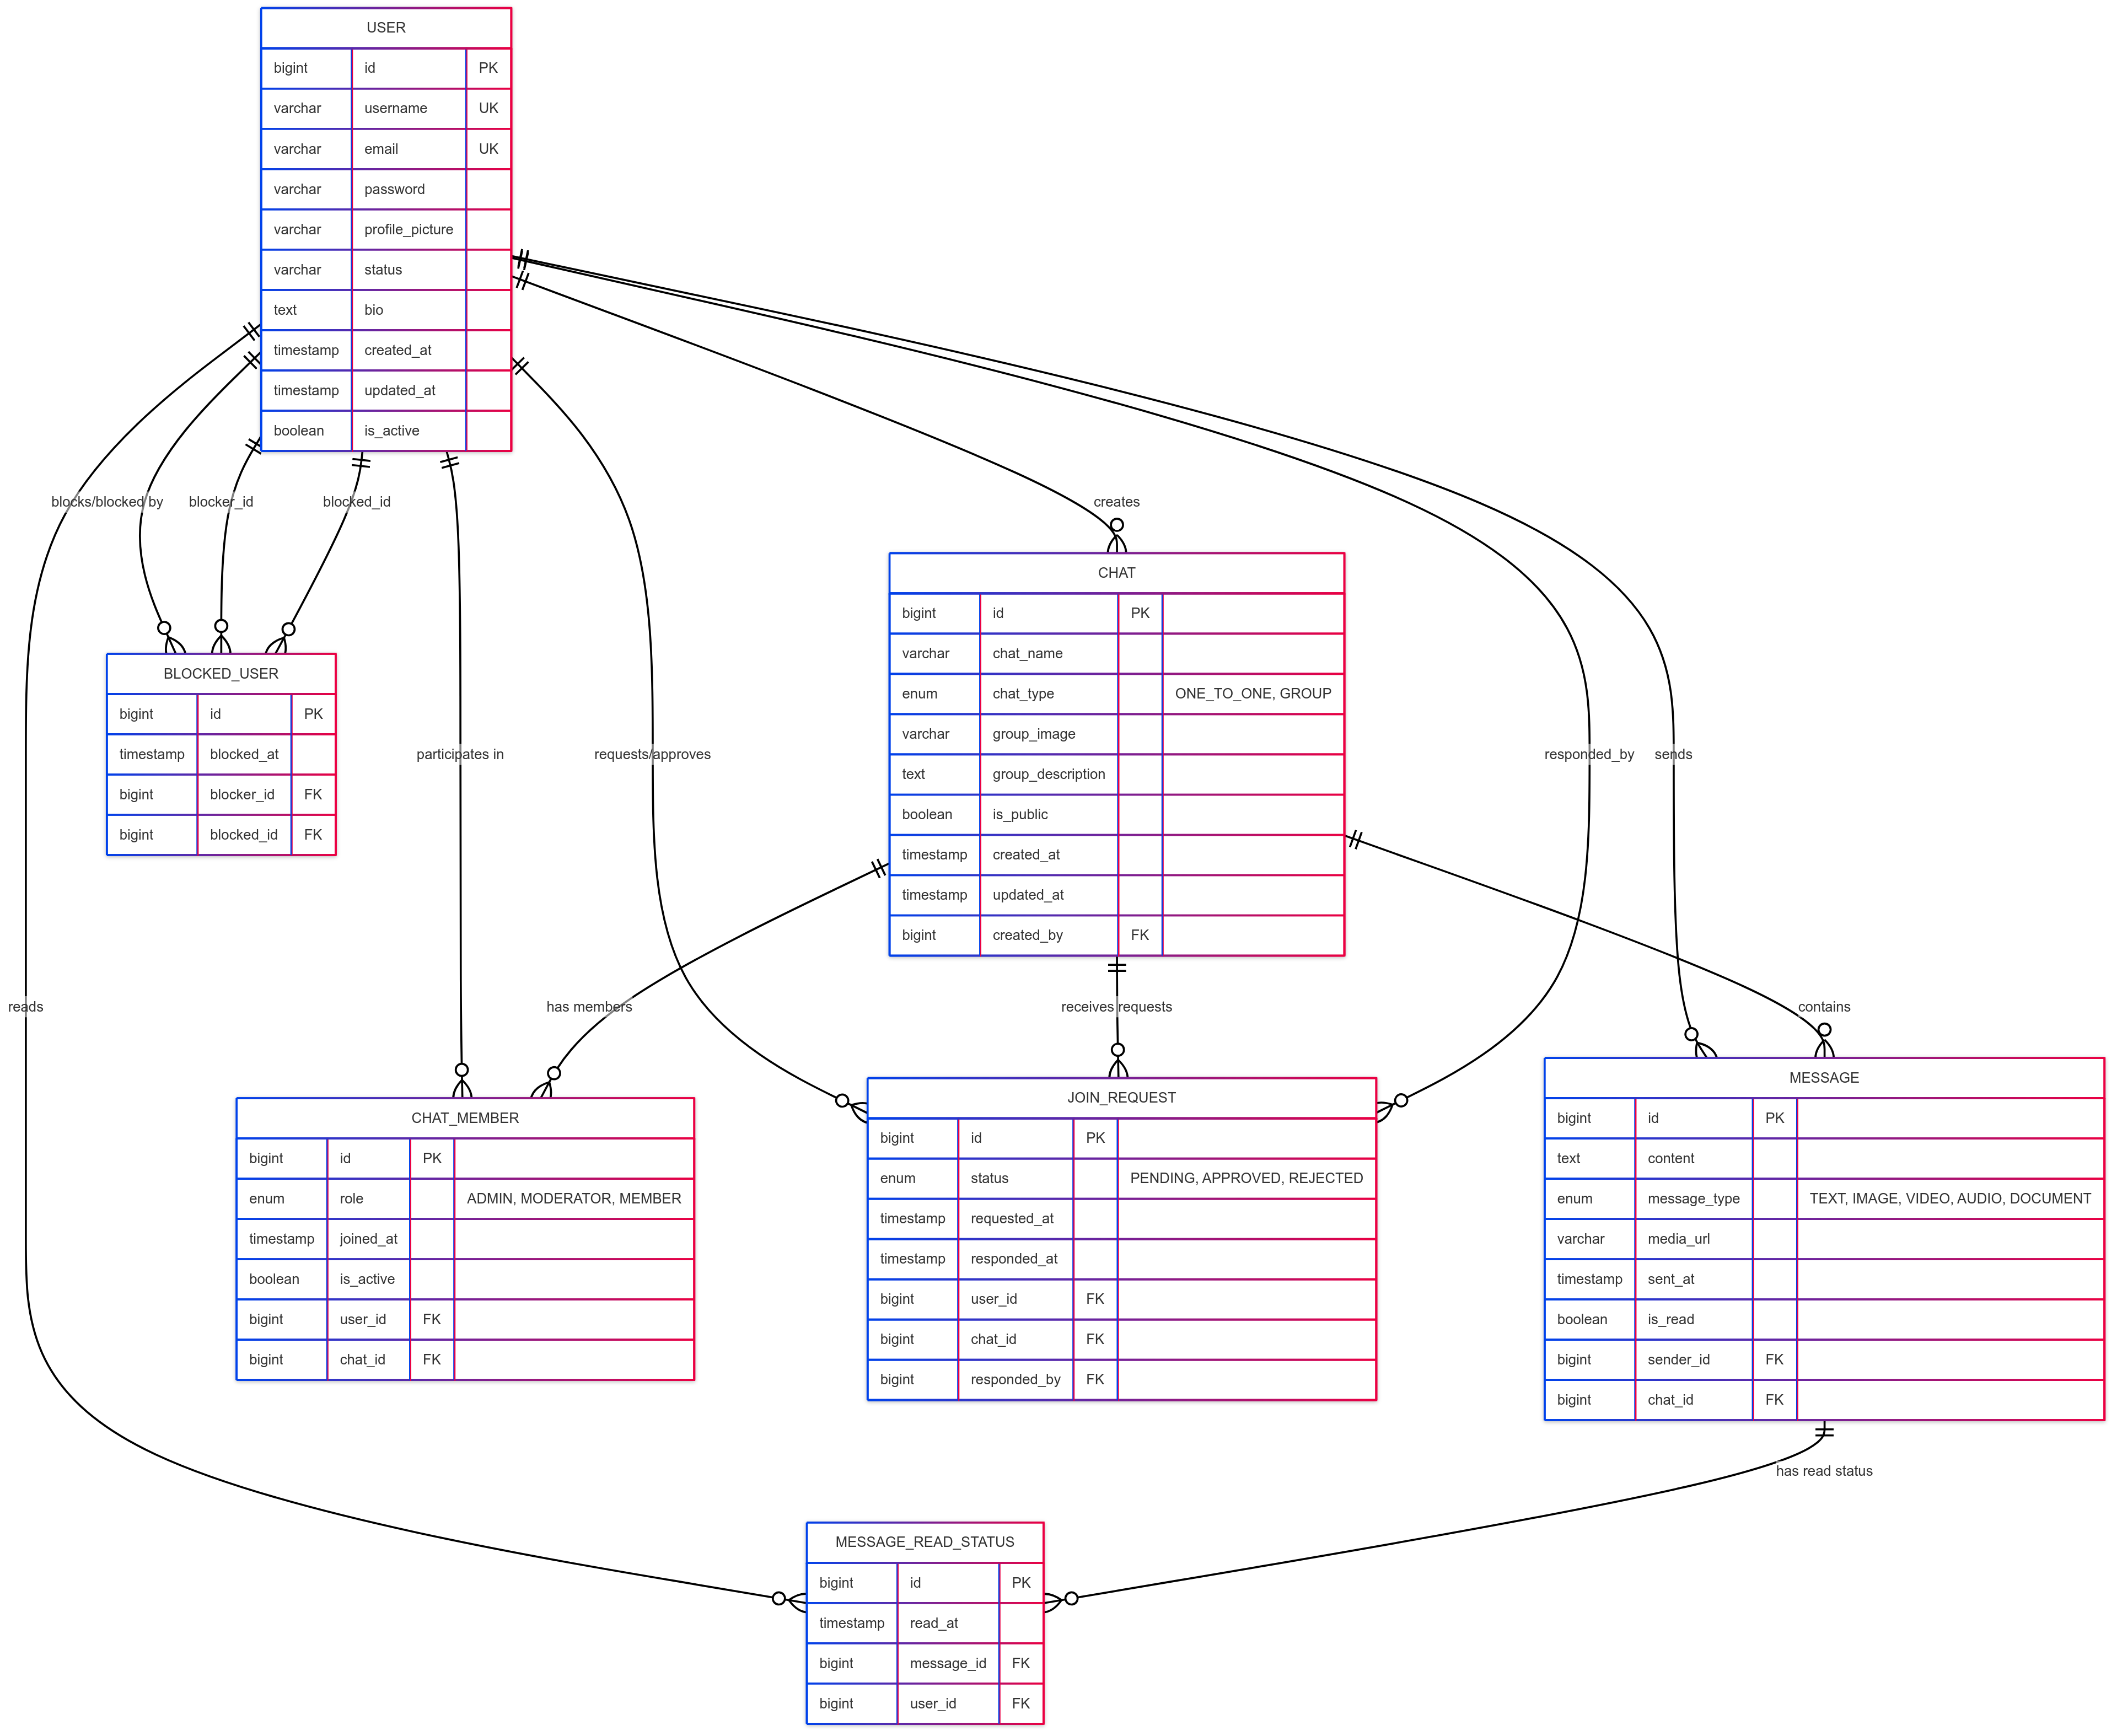 USER
bigint id PK
varchar username UK
varchar email UK
varchar password
varchar profile_picture
varchar status
text bio
timestamp created_at
timestamp updated_at
boolean is_active
blocks/blocked by
blocker_id
blocked_id
creates
CHAT
bigint id PK
varchar chat_name
enum chat_type ONE_TO_ONE, GROUP
varchar group_image
text group_description
boolean is_public
timestamp created_at
timestamp updated_at
bigint created_by FK
BLOCKED_USER
bigint id PK
timestamp blocked_at
bigint blocker_id FK
bigint blocked_id FK
participates in
requests/approves
responded_by
sends
reads
has members
receives requests
contains
CHAT_MEMBER
bigint id PK
enum role ADMIN, MODERATOR, MEMBER
timestamp joined_at
boolean is_active
bigint user_id FK
bigint chat_id FK
JOIN_REQUEST
bigint id PK
enum status PENDING, APPROVED, REJECTED
timestamp requested_at
timestamp responded_at
bigint user_id FK
bigint chat_id FK
bigint responded_by FK
MESSAGE
bigint id PK
text content
enum message_type TEXT, IMAGE, VIDEO, AUDIO, DOCUMENT
varchar media_url
timestamp sent_at
boolean is_read
bigint sender_id FK
bigint chat_id FK
has read status
MESSAGE_READ_STATUS
bigint id PK
timestamp read_at
bigint message_id FK
bigint user_id FK